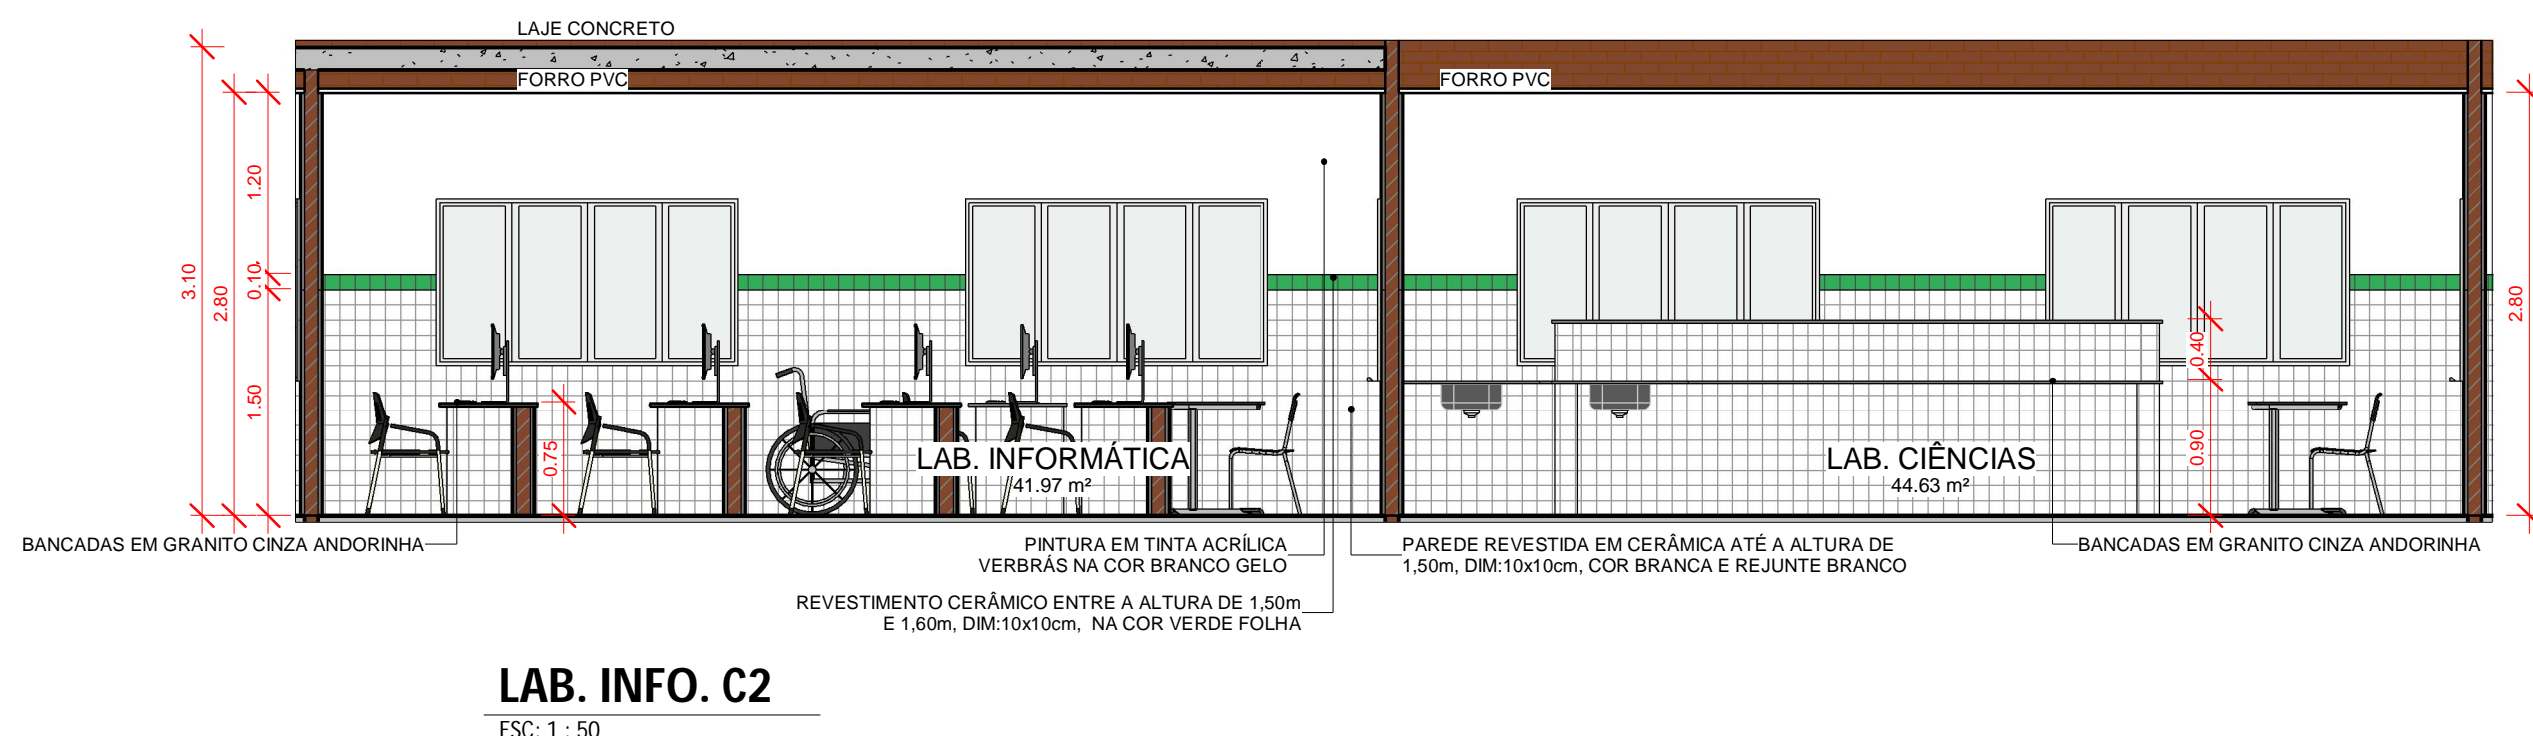 LAJE CONCRETO
FORRO PVC
FORRO PVC
3.10
2.80
1.20
0.10
1.50
0.75
2.80
0.40
0.90
LAB. INFORMÁTICA
41.97 m²
LAB. CIÊNCIAS
44.63 m²
BANCADAS EM GRANITO CINZA ANDORINHA
PINTURA EM TINTA ACRÍLICA
VERBRÁS NA COR BRANCO GELO
PAREDE REVESTIDA EM CERÂMICA ATÉ A ALTURA DE
1,50m, DIM:10x10cm, COR BRANCA E REJUNTE BRANCO
BANCADAS EM GRANITO CINZA ANDORINHA
REVESTIMENTO CERÂMICO ENTRE A ALTURA DE 1,50m
E 1,60m, DIM:10x10cm, NA COR VERDE FOLHA
LAB. INFO. C2
ESC: 1 : 50